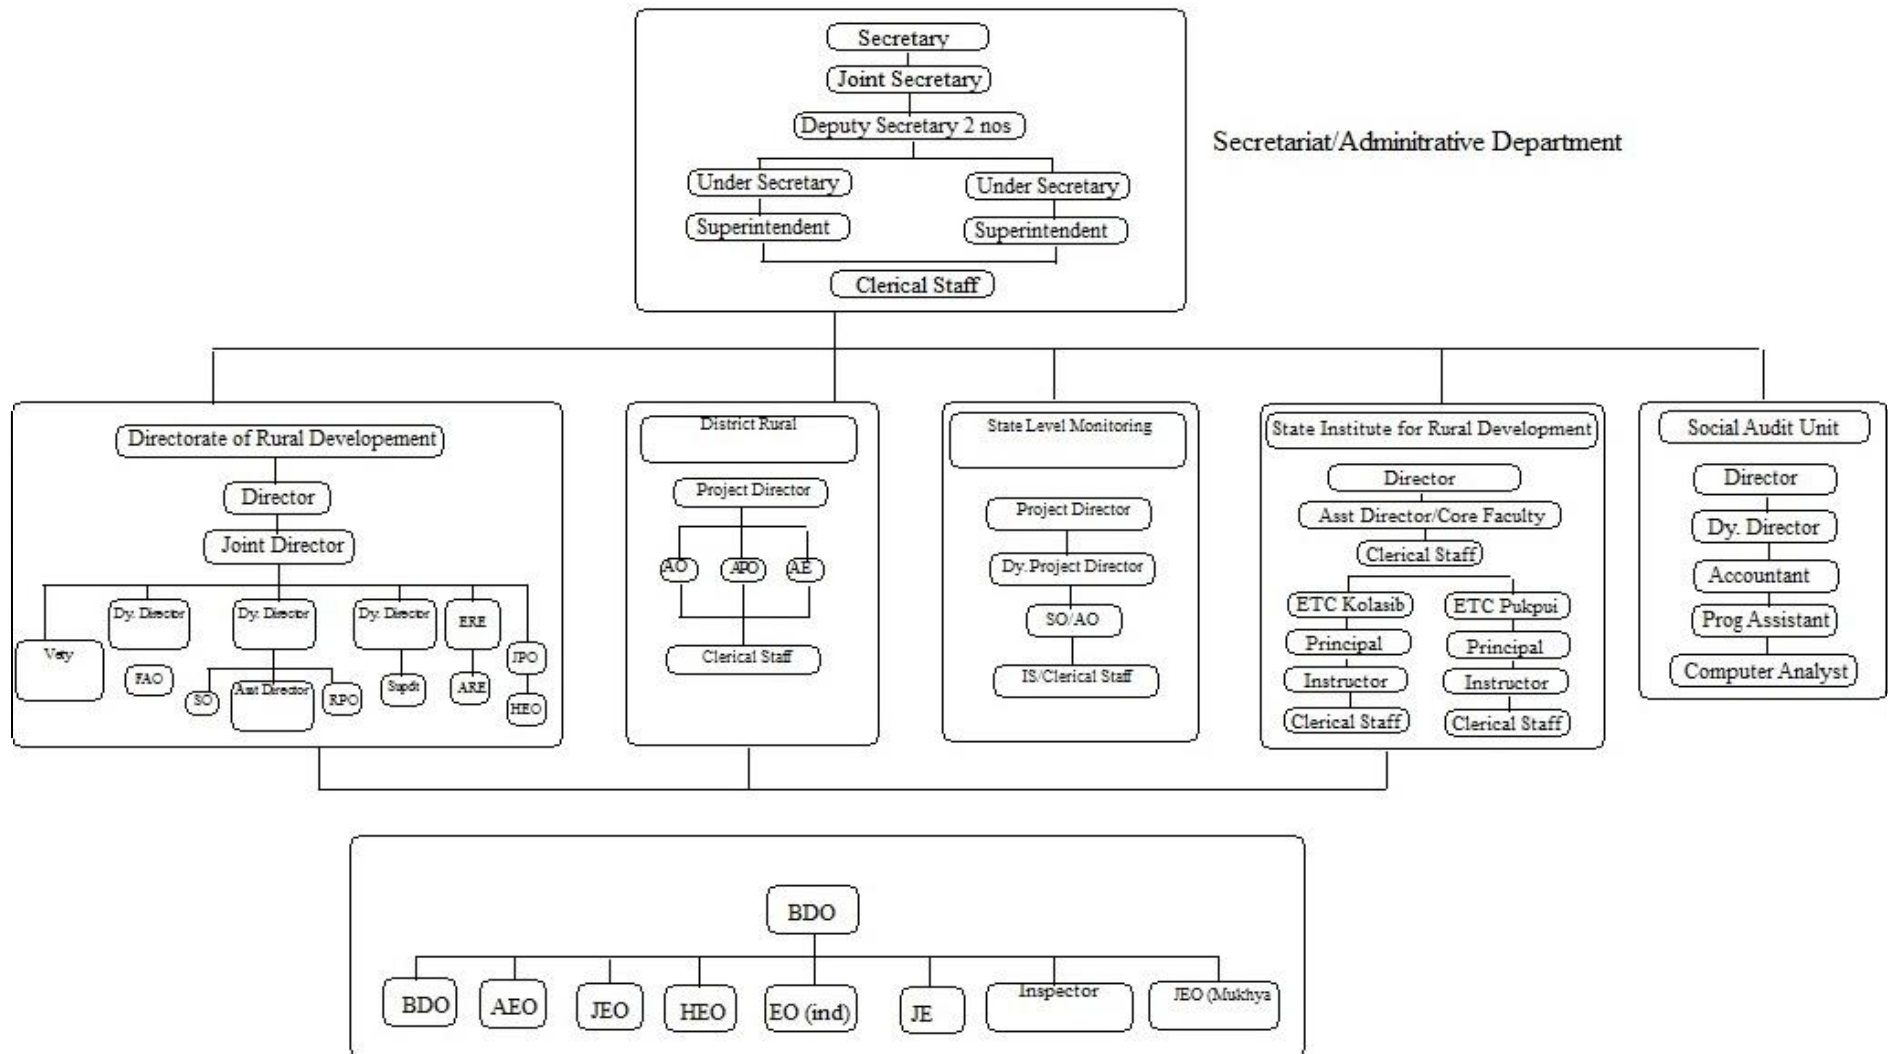 Secretary
Joint Secretary
Deputy Secretary 2 nos
Secretariat/Adminitrative Department
Under Secretary
Under Secretary
Superintendent
Superintendent
Clerical Staff
Directorate of Rural Developement
Director
Joint Director
Dy. Director
Dy. Director
Dy. Director
ERE
Vety
FAO
SO
Asst Director
RPO
Supdt
ARE
JPO
HEO
District Rural
Project Director
AO
APO
AE
Clerical Staff
State Level Monitoring
Project Director
Dy. Project Director
SO/AO
IS/Clerical Staff
State Institute for Rural Development
Director
Asst Director/Core Faculty
Clerical Staff
ETC Kolasib
ETC Pukpui
Principal
Principal
Instructor
Instructor
Clerical Staff
Clerical Staff
Social Audit Unit
Director
Dy. Director
Accountant
Prog Assistant
Computer Analyst
BDO
BDO
AEO
JEO
HEO
EO (ind)
JE
Inspector
JEO (Mukhya